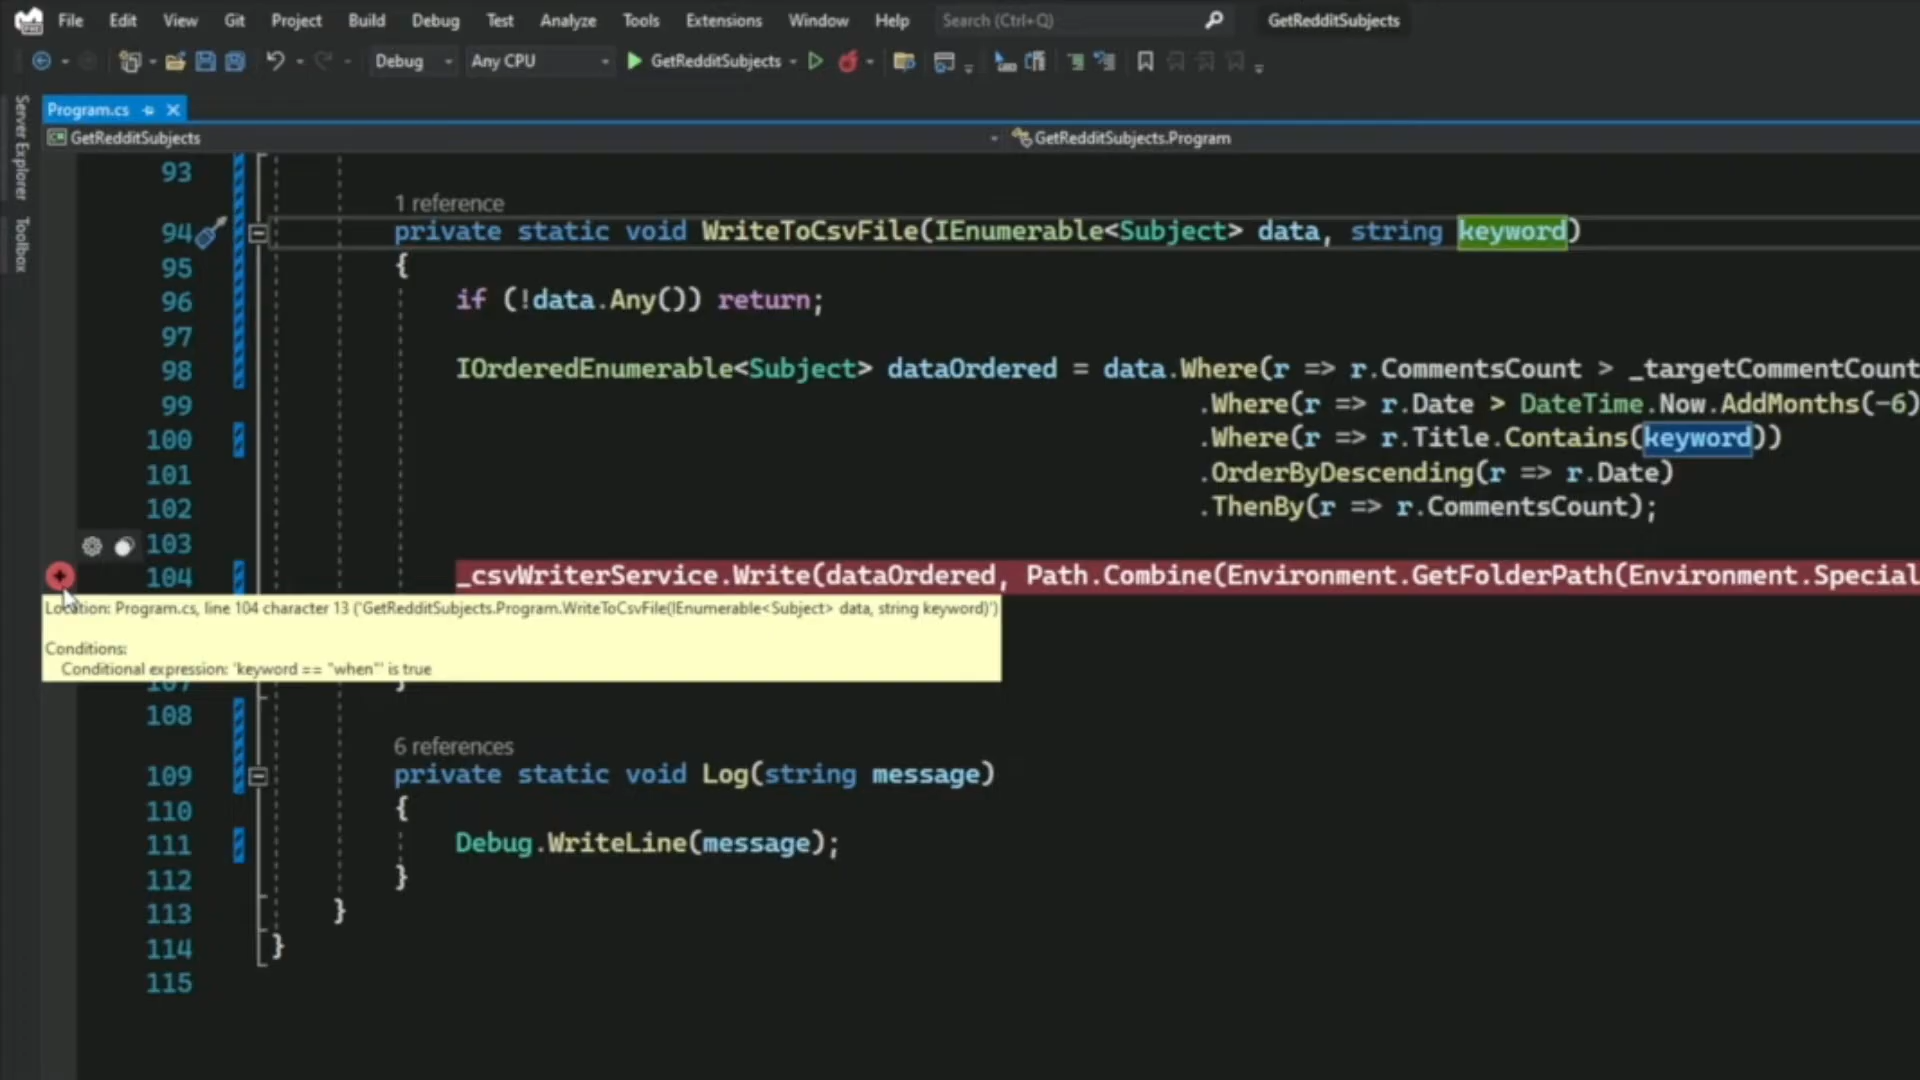 File Edit View Git Project Build Debug Test Analyze Tools Extensions Window Help Search (Ctrl+Q) GetRedditSubjects
Debug Any CPU GetRedditSubjects
Server Explorer
Toolbox
Program.cs
GetRedditSubjects GetRedditSubjects.Program
93
1 reference
94 private static void WriteToCsvFile(IEnumerable<Subject> data, string keyword)
95 {
96 if (!data.Any()) return;
97
98 IOrderedEnumerable<Subject> dataOrdered = data.Where(r => r.CommentsCount > _targetCommentCount
99 .Where(r => r.Date > DateTime.Now.AddMonths(-6)
100 .Where(r => r.Title.Contains(keyword))
101 .OrderByDescending(r => r.Date)
102 .ThenBy(r => r.CommentsCount);
103
104 _csvWriterService.Write(dataOrdered, Path.Combine(Environment.GetFolderPath(Environment.Special
Location: Program.cs, line 104 character 13 ('GetRedditSubjects.Program.WriteToCsvFile(IEnumerable<Subject> data, string keyword)')
Conditions:
Conditional expression: 'keyword == "when"' is true
107 }
108
6 references
109 private static void Log(string message)
110 {
111 Debug.WriteLine(message);
112 }
113 }
114 }
115